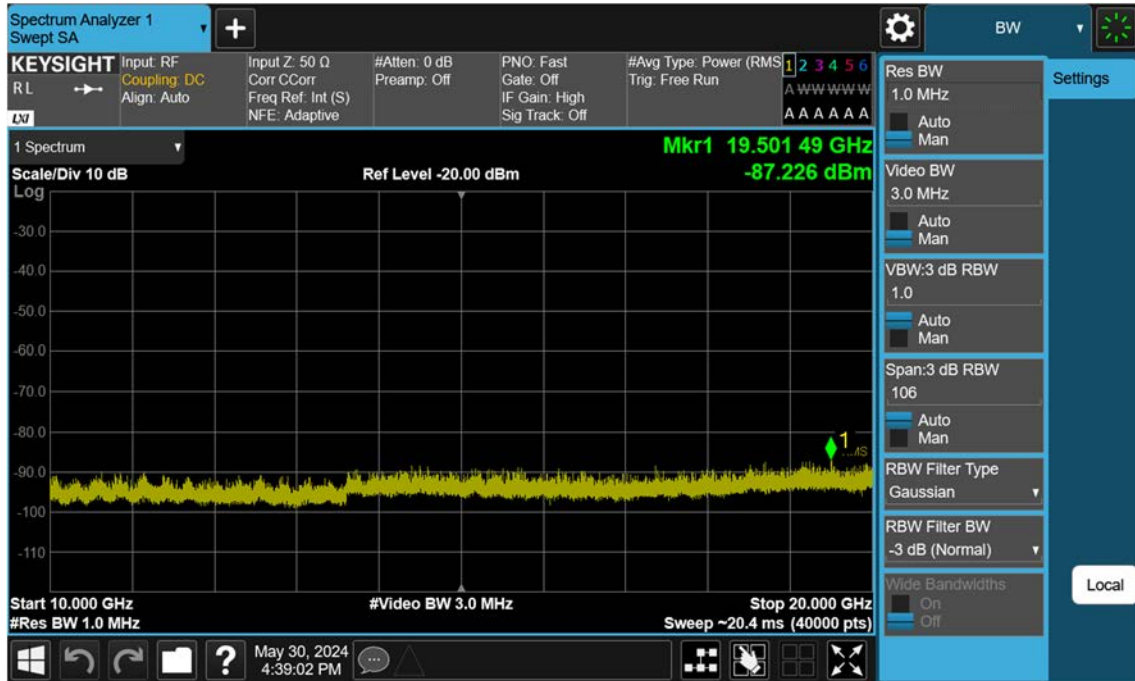 Spectrum Analyzer 1
Swept SA
+
BW
KEYSIGHT
RL
LXI
Input: RF
Coupling: DC
Align: Auto
Input Z: 50 Ω
Corr CCorr
Freq Ref: Int (S)
NFE: Adaptive
#Atten: 0 dB
Preamp: Off
PNO: Fast
Gate: Off
IF Gain: High
Sig Track: Off
#Avg Type: Power (RMS
Trig: Free Run
1 2 3 4 5 6
A W W W W W
A A A A A A
1 Spectrum
Scale/Div 10 dB
Log
Ref Level -20.00 dBm
Mkr1 19.501 49 GHz
-87.226 dBm
-30.0
-40.0
-50.0
-60.0
-70.0
-80.0
-90.0
-100
-110
1
Start 10.000 GHz
#Res BW 1.0 MHz
#Video BW 3.0 MHz
Stop 20.000 GHz
Sweep ~20.4 ms (40000 pts)
Res BW
1.0 MHz
Auto
Man
Video BW
3.0 MHz
Auto
Man
VBW:3 dB RBW
1.0
Auto
Man
Span:3 dB RBW
106
Auto
Man
RBW Filter Type
Gaussian
RBW Filter BW
-3 dB (Normal)
Wide Bandwidths
On
Off
Settings
Local
?
May 30, 2024
4:39:02 PM